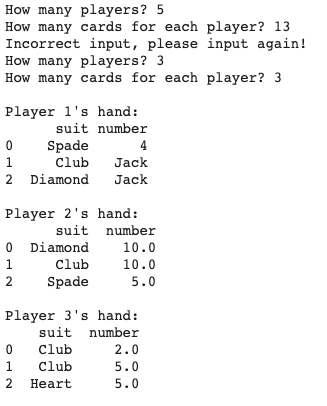 How many players? 5
How many cards for each player? 13
Incorrect input, please input again!
How many players? 3
How many cards for each player? 3
Player 1's hand:
suit number
0 Spade 4
1 Club Jack
2 Diamond Jack
Player 2's hand:
suit number
0 Diamond 10.0
1 Club 10.0
2 Spade 5.0
Player 3's hand:
suit number
0 Club 2.0
1 Club 5.0
2 Heart 5.0